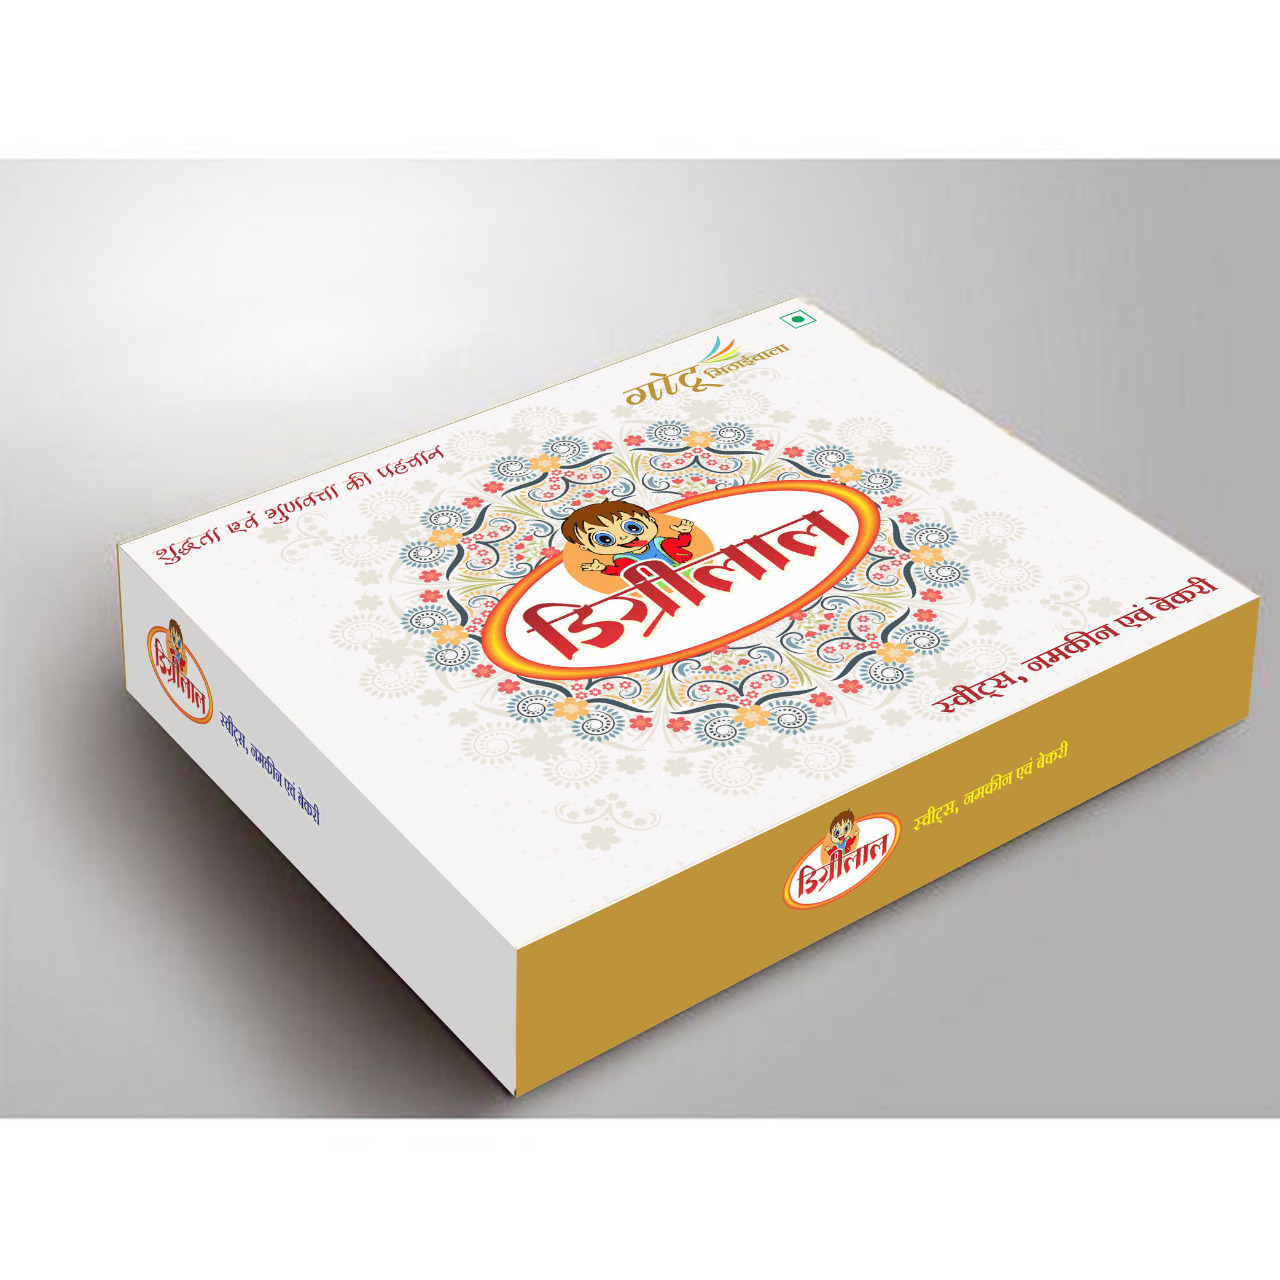 गोटू मिठाईवाला
शुद्धता एवं गुणवत्ता की पहचान
डिग्रीलाल
स्वीट्स, नमकीन एवं बेकरी
डिग्रीलाल
स्वीट्स, नमकीन एवं बेकरी
डिग्रीलाल
स्वीट्स, नमकीन एवं बेकरी